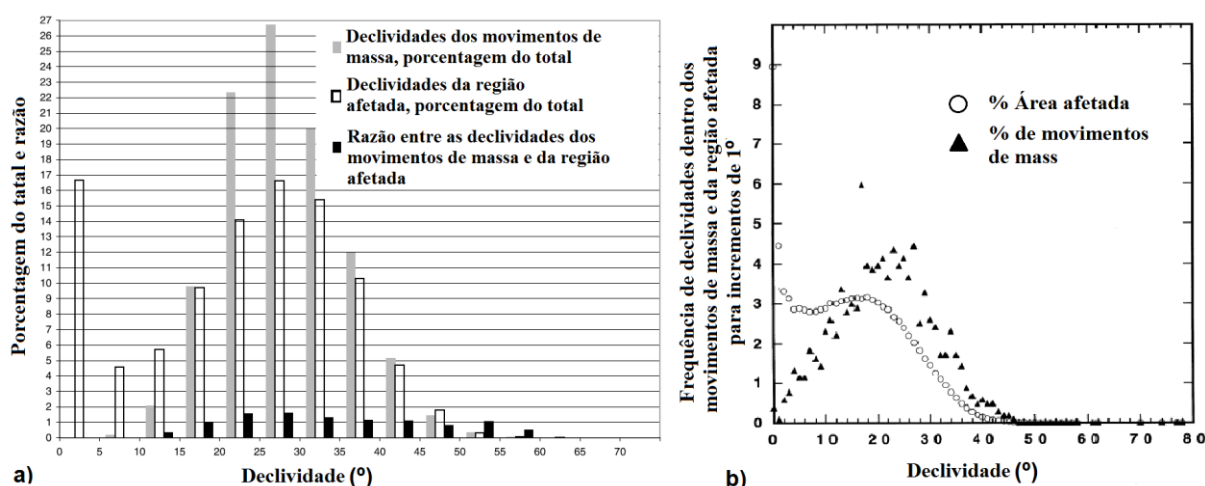 27
26
25
24
23
22
21
20
19
18
17
16
15
14
13
12
11
10
9
8
7
6
5
4
3
2
1
0
Porcentagem do tatal e razão
Declividades dos movimentos de
massa, porcentagem do total
Declividades da região
afetada, porcentagem do total
Razão entre as declividades dos
movimentos de massa e da região
afetada
0 5 10 15 20 25 30 35 40 45 50 55 60 65 70
a) Declividade (º)
Frequência de declividades dentro dos
movimentos de massa e da região afetada
para incrementos de 1º
9
8
7
6
5
4
3
2
1
0
% Área afetada
% de movimentos
de mass
0 10 20 30 40 50 60 70 80
b) Declividade (º)